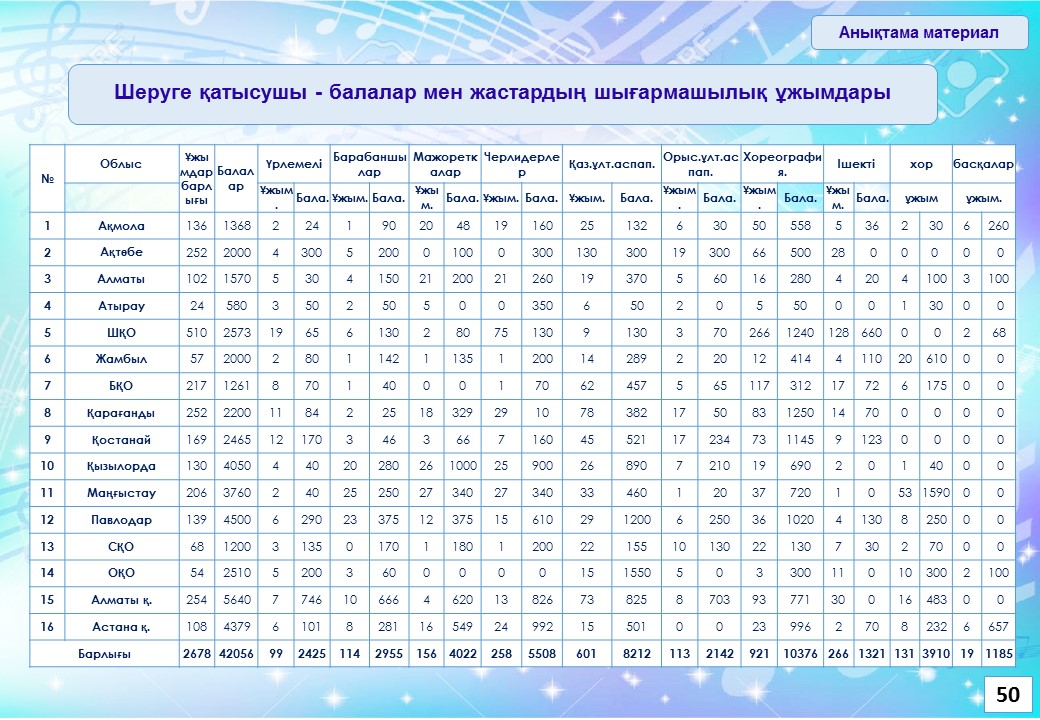 Анықтама материал
Шеруге қатысушы - балалар мен жастардың шығармашылық ұжымдары
№ Облыс Ұжымдар барлығы Балалар Үрлемелі Барабаншылар Мажореткалар Черлидерлер Қаз.ұлт.аспап. Орыс.ұлт.аспап. Хореография. Ішекті хор басқалар
Ұжым. Бала. Ұжым. Бала. Ұжым. Бала. Ұжым. Бала. Ұжым. Бала. Ұжым. Бала. Ұжым. Бала. Ұжым. Бала. ұжым ұжым.
1 Ақмола 136 1368 2 24 1 90 20 48 19 160 25 132 6 30 50 558 5 36 2 30 6 260
2 Ақтөбе 252 2000 4 300 5 200 0 100 0 300 130 300 19 300 66 500 28 0 0 0 0 0
3 Алматы 102 1570 5 30 4 150 21 200 21 260 19 370 5 60 16 280 4 20 4 100 3 100
4 Атырау 24 580 3 50 2 50 5 0 0 350 6 50 2 0 5 50 0 0 1 30 0 0
5 ШҚО 510 2573 19 65 6 130 2 80 75 130 9 130 3 70 266 1240 128 660 0 0 2 68
6 Жамбыл 57 2000 2 80 1 142 1 135 1 200 14 289 2 20 12 414 4 110 20 610 0 0
7 БҚО 217 1261 8 70 1 40 0 0 1 70 62 457 5 65 117 312 17 72 6 175 0 0
8 Қарағанды 252 2200 11 84 2 25 18 329 29 10 78 382 17 50 83 1250 14 70 0 0 0 0
9 Қостанай 169 2465 12 170 3 46 3 66 7 160 45 521 17 234 73 1145 9 123 0 0 0 0
10 Қызылорда 130 4050 4 40 20 280 26 1000 25 900 26 890 7 210 19 690 2 0 1 40 0 0
11 Маңғыстау 206 3760 2 40 25 250 27 340 27 340 33 460 1 20 37 720 1 0 53 1590 0 0
12 Павлодар 139 4500 6 290 23 375 12 375 15 610 29 1200 6 250 36 1020 4 130 8 250 0 0
13 СҚО 68 1200 3 135 0 170 1 180 1 200 22 155 10 130 22 130 7 30 2 70 0 0
14 ОҚО 54 2510 5 200 3 60 0 0 0 0 15 1550 5 0 3 300 11 0 10 300 2 100
15 Алматы қ. 254 5640 7 746 10 666 4 620 13 826 73 825 8 703 93 771 30 0 16 483 0 0
16 Астана қ. 108 4379 6 101 8 281 16 549 24 992 15 501 0 0 23 996 2 70 8 232 6 657
Барлығы 2678 42056 99 2425 114 2955 156 4022 258 5508 601 8212 113 2142 921 10376 266 1321 131 3910 19 1185
50